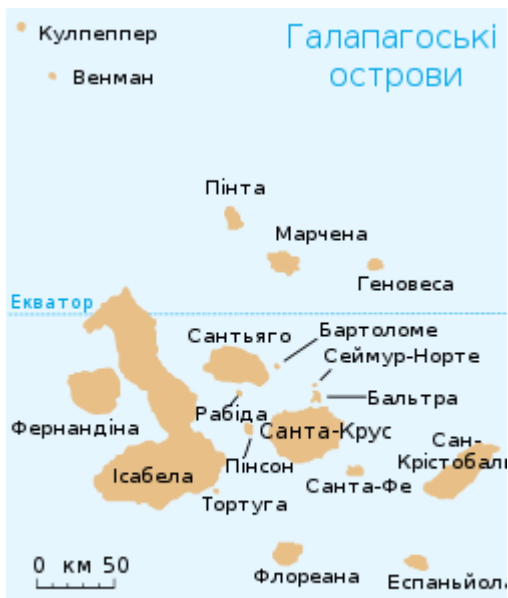 Галапагоські
острови
Кулпеппер
Венман
Пінта
Марчена
Геновеса
Екватор
Сантьяго
Бартоломе
Сеймур-Норте
Бальтра
Рабіда
Фернандіна
Санта-Крус
Сан-
Крістобаль
Пінсон
Ісабела
Санта-Фе
Тортуга
0 км 50
Флореана
Еспаньйола